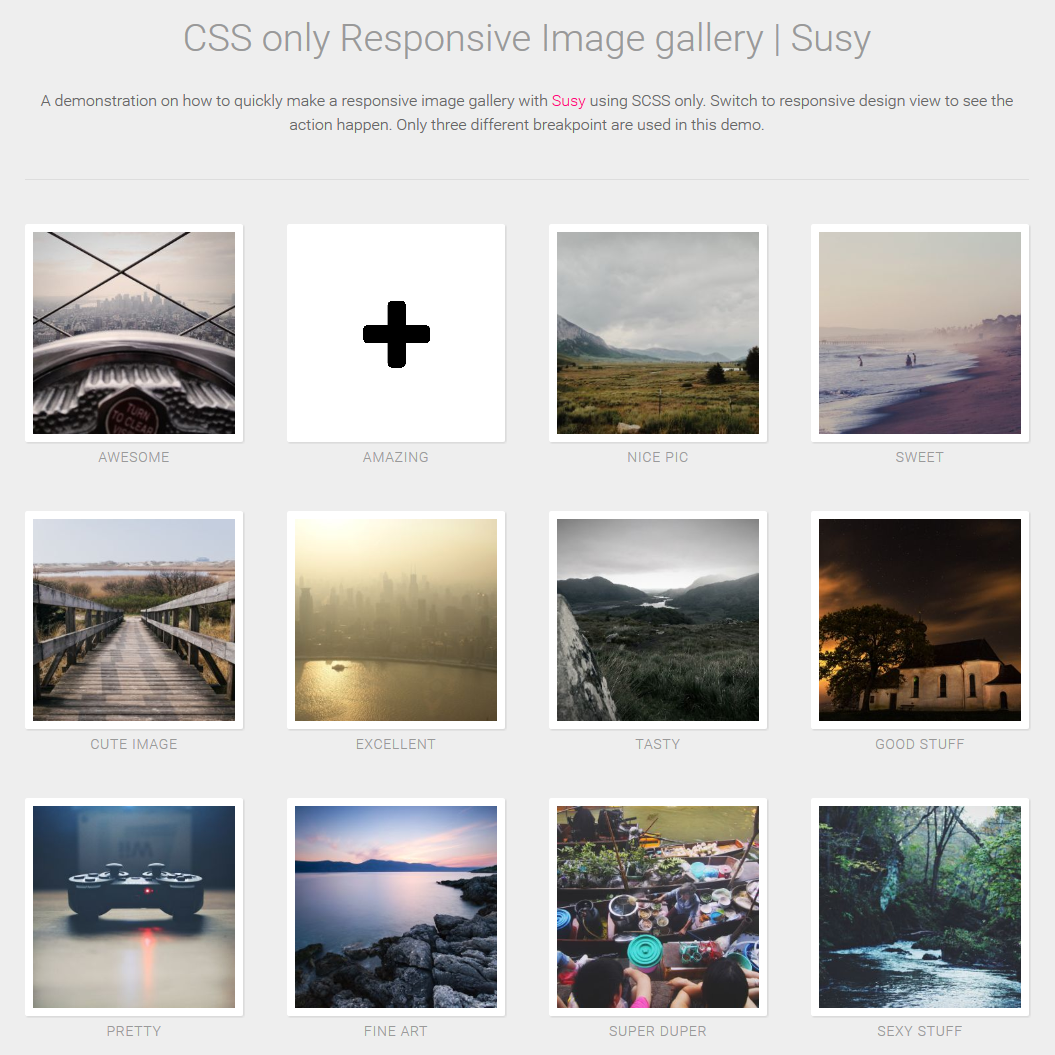 CSS only Responsive Image gallery | Susy
A demonstration on how to quickly make a responsive image gallery with Susy using SCSS only. Switch to responsive design view to see the
action happen. Only three different breakpoint are used in this demo.
TURN
TO CLEAR
AWESOME
AMAZING
NICE PIC
SWEET
CUTE IMAGE
EXCELLENT
TASTY
GOOD STUFF
PRETTY
FINE ART
SUPER DUPER
SEXY STUFF